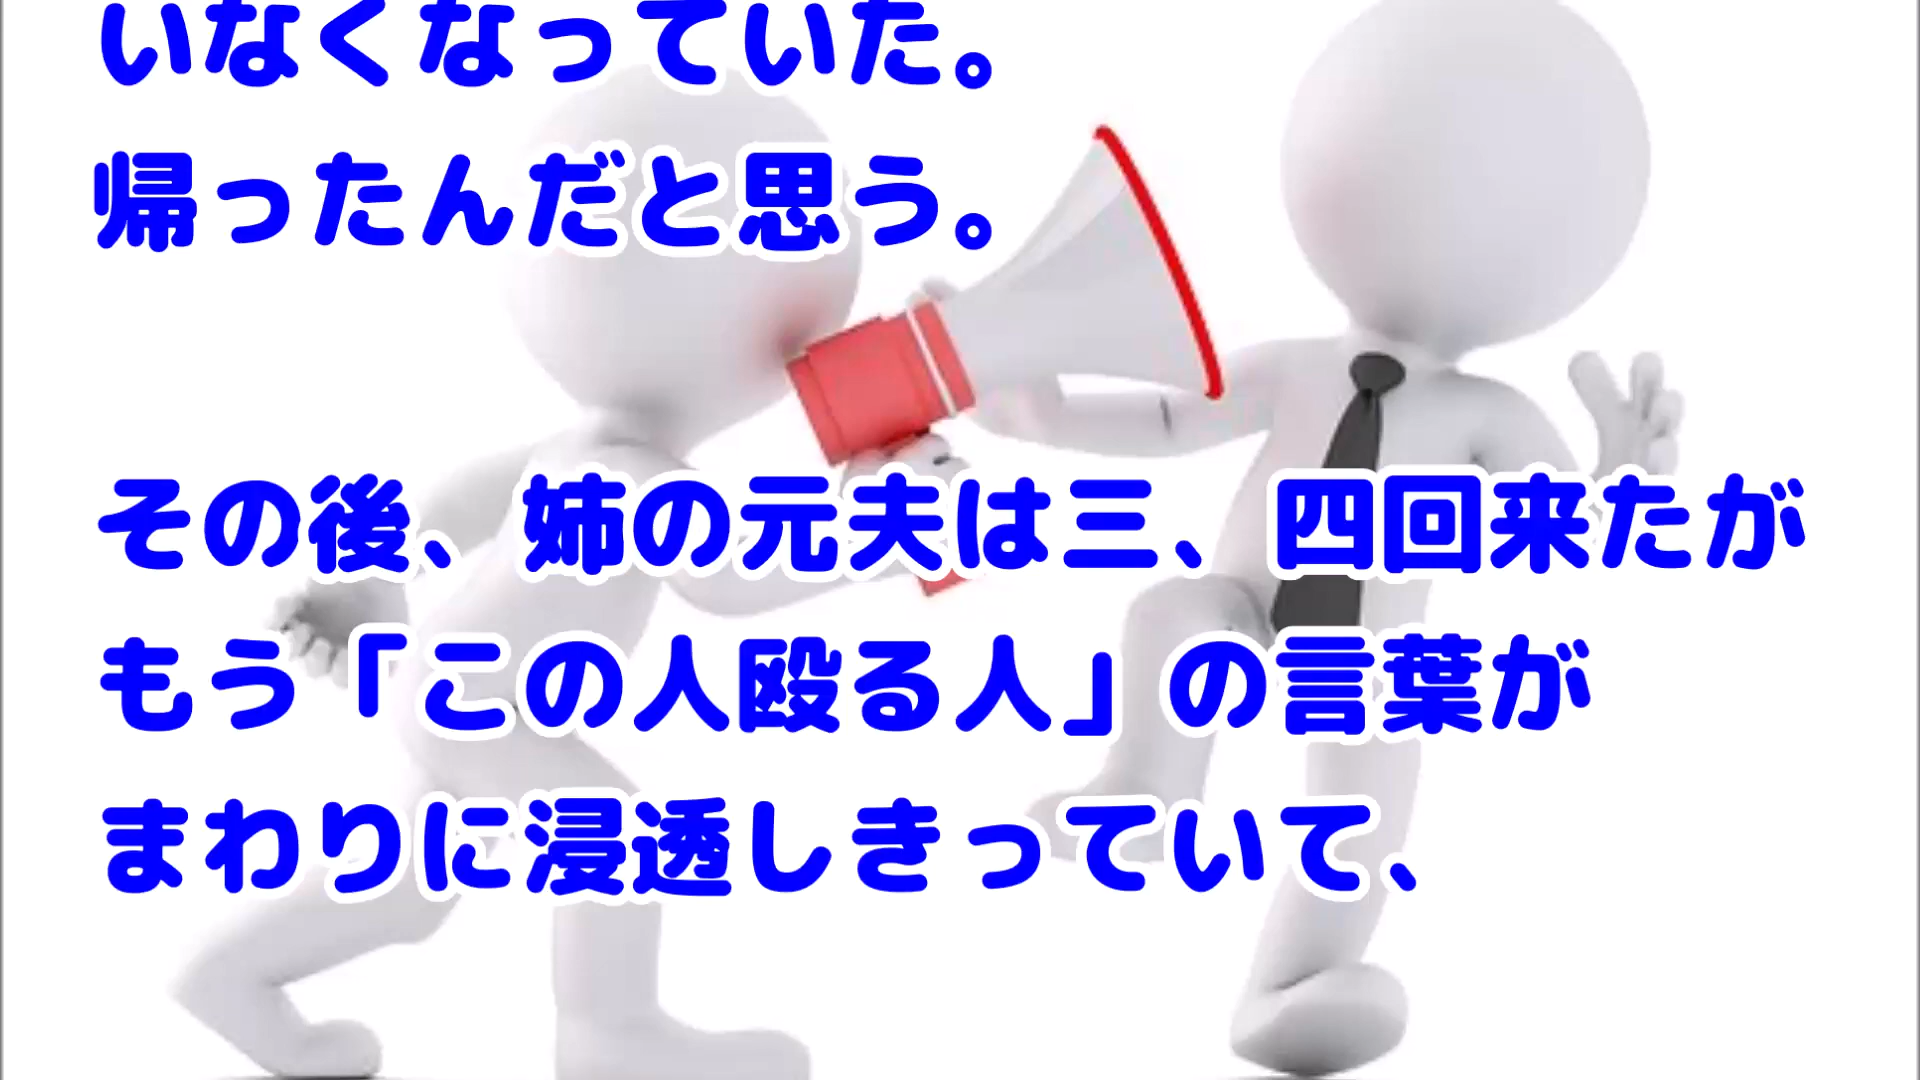 いなくなっていた。
帰ったんだと思う。
その後、姉の元夫は三、四回来たが
もう「この人殴る人」の言葉が
まわりに浸透しきっていて、